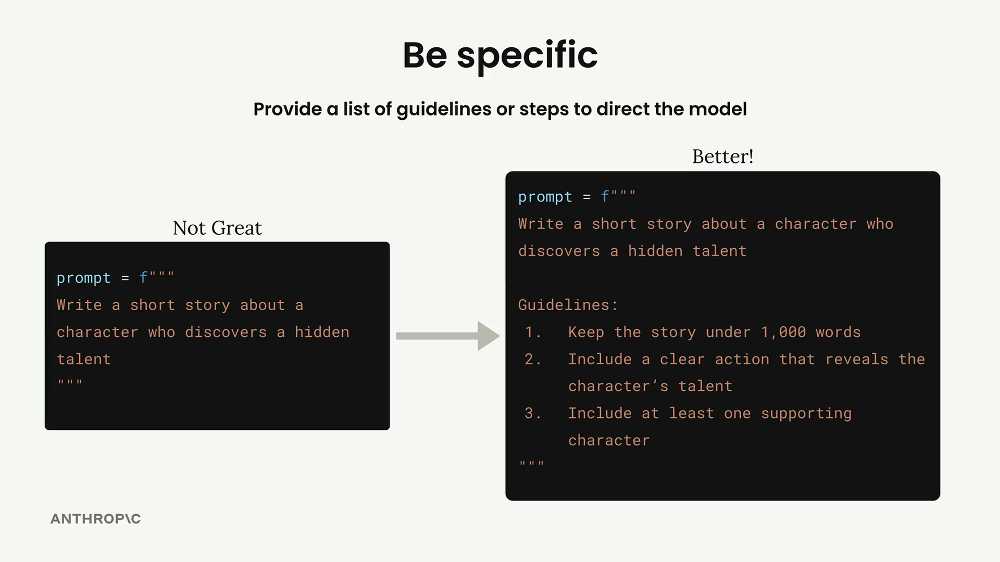 Be specific
Provide a list of guidelines or steps to direct the model
Not Great
prompt = f"""
Write a short story about a
character who discovers a hidden
talent
"""
Better!
prompt = f"""
Write a short story about a character who
discovers a hidden talent
Guidelines:
1. Keep the story under 1,000 words
2. Include a clear action that reveals the
character’s talent
3. Include at least one supporting
character
"""
ANTHROP\C